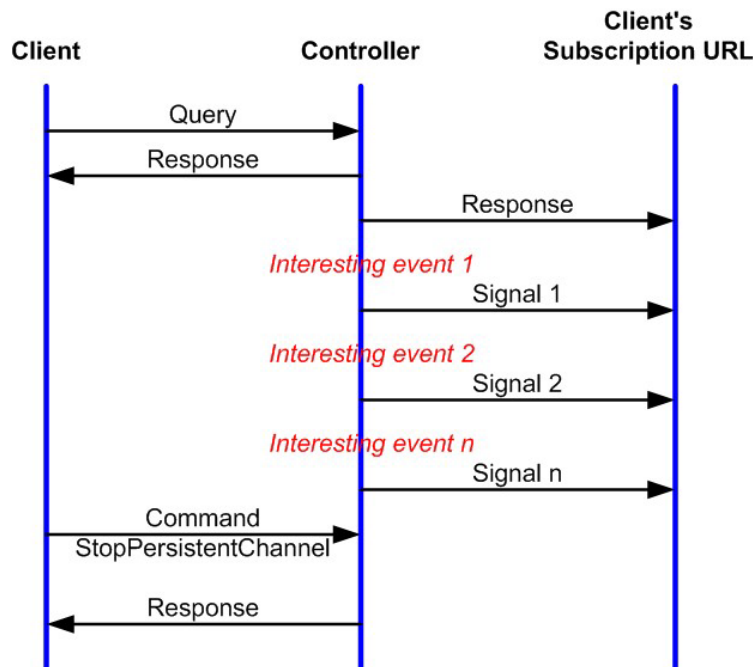 Client
Controller
Client's
Subscription URL
Query
Response
Response
Interesting event 1
Signal 1
Interesting event 2
Signal 2
Interesting event n
Signal n
Command
StopPersistentChannel
Response